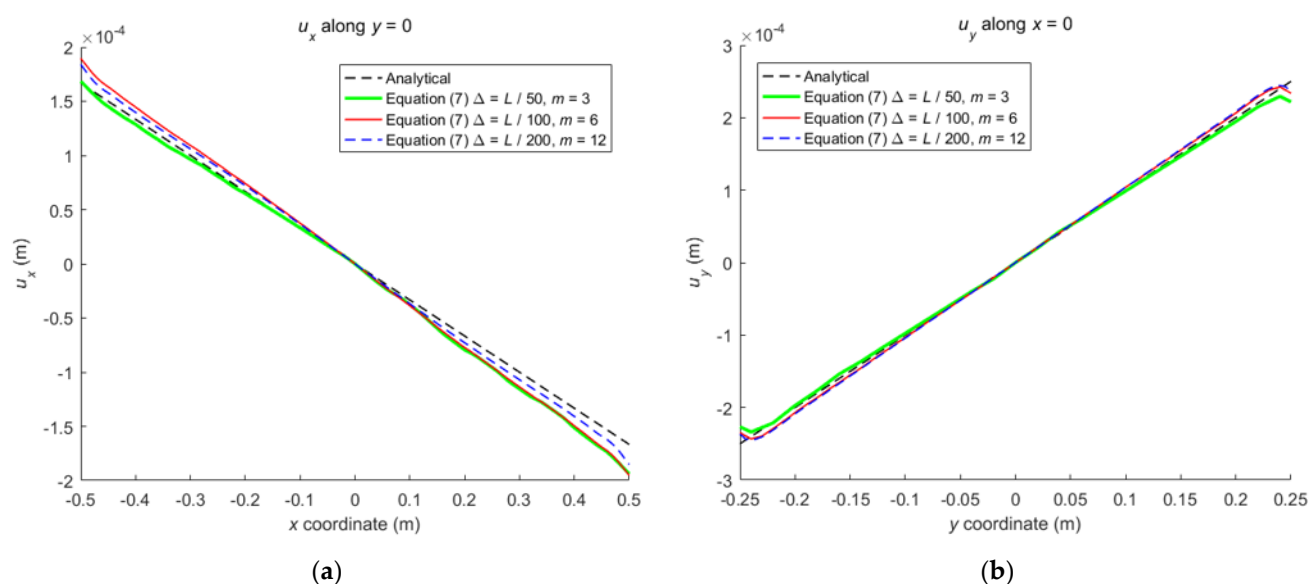 u_x along y = 0
×10⁻⁴
2
1.5
1
0.5
0
-0.5
-1
-1.5
-2
u_x (m)
Analytical
Equation (7) Δ = L / 50, m = 3
Equation (7) Δ = L / 100, m = 6
Equation (7) Δ = L / 200, m = 12
-0.5 -0.4 -0.3 -0.2 -0.1 0 0.1 0.2 0.3 0.4 0.5
x coordinate (m)
(a)
u_y along x = 0
×10⁻⁴
3
2
1
0
-1
-2
-3
u_y (m)
Analytical
Equation (7) Δ = L / 50, m = 3
Equation (7) Δ = L / 100, m = 6
Equation (7) Δ = L / 200, m = 12
-0.25 -0.2 -0.15 -0.1 -0.05 0 0.05 0.1 0.15 0.2 0.25
y coordinate (m)
(b)